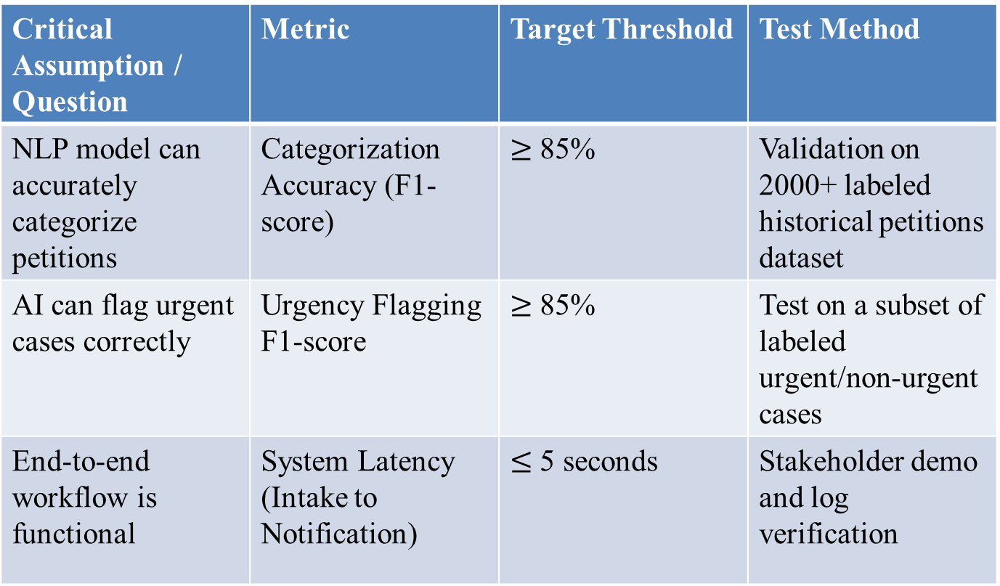 Critical
Assumption /
Question
Metric
Target Threshold
Test Method
NLP model can
accurately
categorize
petitions
Categorization
Accuracy (F1-
score)
≥ 85%
Validation on
2000+ labeled
historical petitions
dataset
AI can flag urgent
cases correctly
Urgency Flagging
F1-score
≥ 85%
Test on a subset of
labeled
urgent/non-urgent
cases
End-to-end
workflow is
functional
System Latency
(Intake to
Notification)
≤ 5 seconds
Stakeholder demo
and log
verification